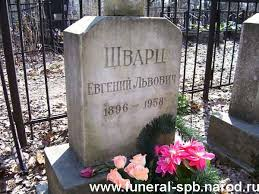 ШВАРЦ
ЕВГЕНИЙ ЛЬВОВИЧ
1896 – 1958
www.funeral-spb.narod.ru